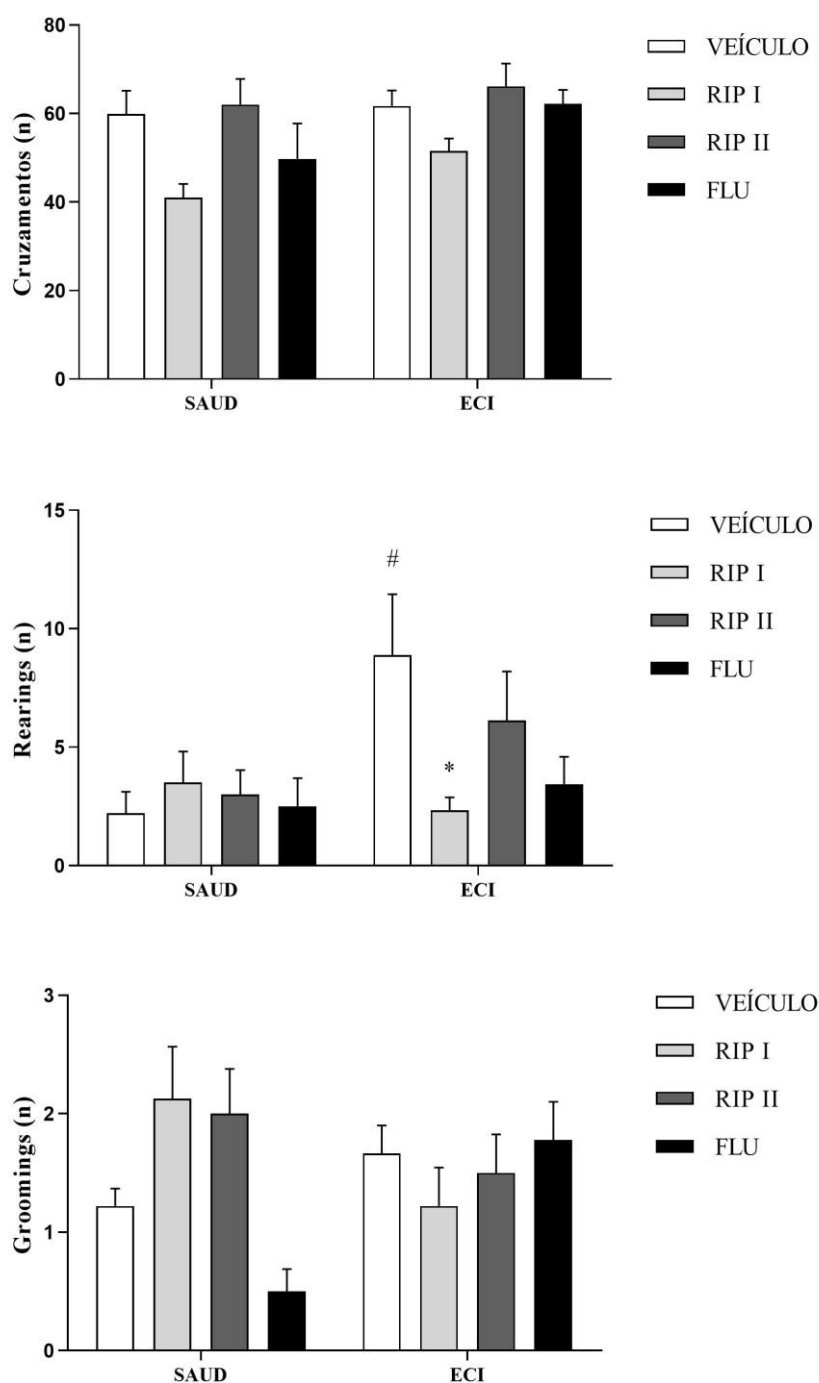 80
60
40
20
0
Cruzamentos (n)
SAUD
ECI
VEÍCULO
RIP I
RIP II
FLU
15
10
5
0
Rearings (n)
#
*
SAUD
ECI
VEÍCULO
RIP I
RIP II
FLU
3
2
1
0
Groomings (n)
SAUD
ECI
VEÍCULO
RIP I
RIP II
FLU